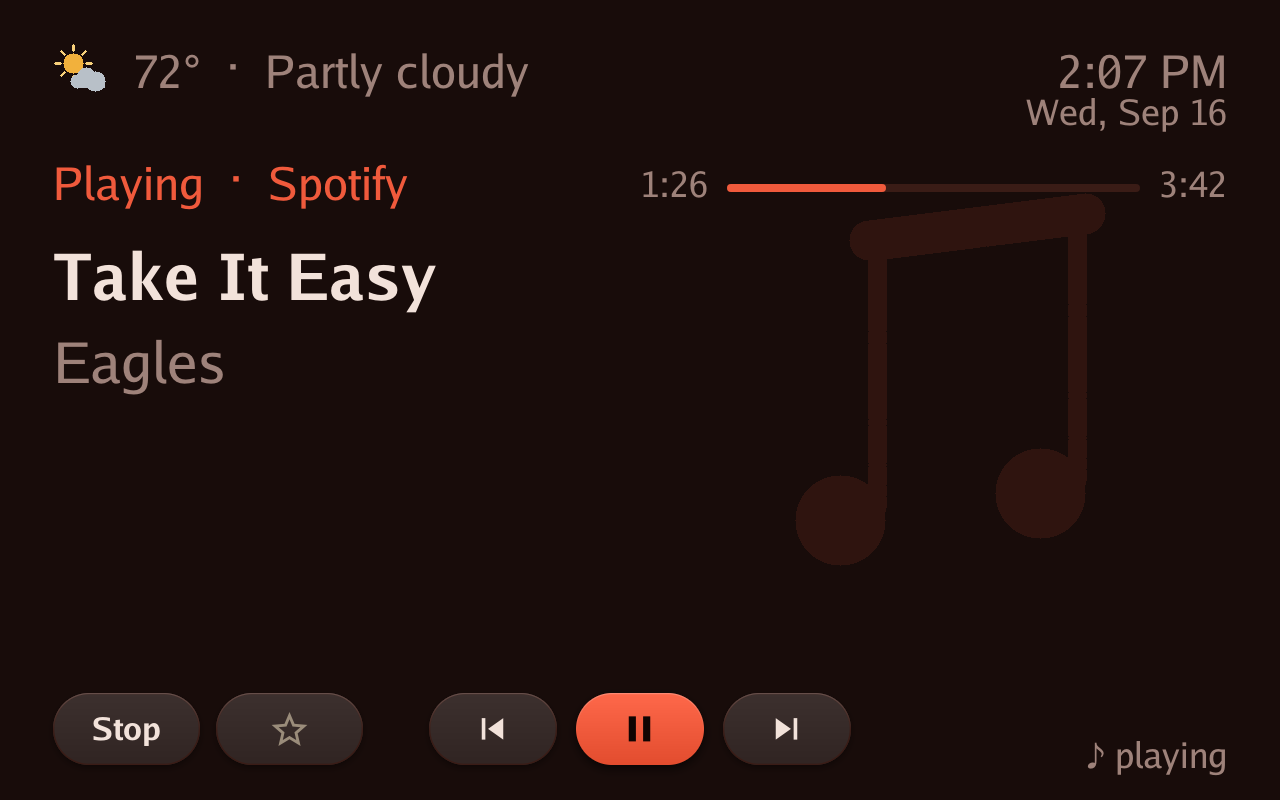 72° · Partly cloudy
2:07 PM
Wed, Sep 16
Playing · Spotify
1:26
3:42
Take It Easy
Eagles
Stop
♪ playing